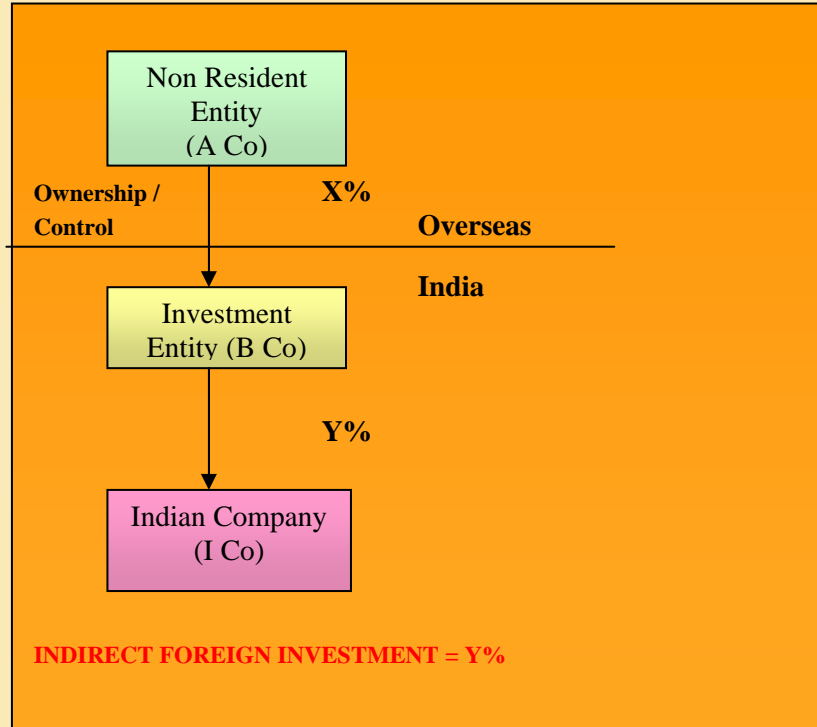 Non Resident
Entity
(A Co)
Ownership /
Control
X%
Overseas
India
Investment
Entity (B Co)
Y%
Indian Company
(I Co)
INDIRECT FOREIGN INVESTMENT = Y%